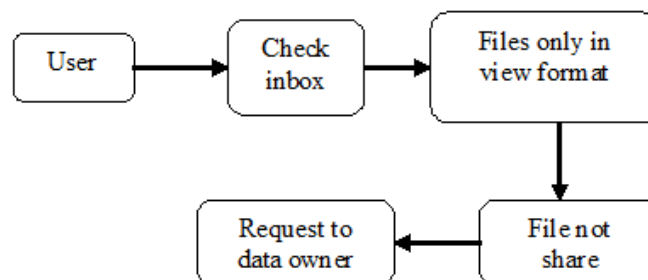 User
Check
inbox
Files only in
view format
File not
share
Request to
data owner